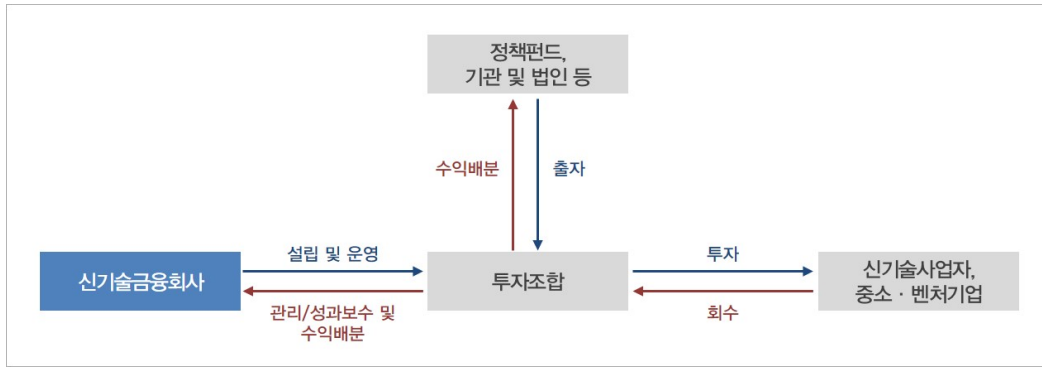 정책펀드,
기관 및 법인 등
수익배분
출자
설립 및 운영
투자
신기술금융회사
투자조합
신기술사업자,
중소 · 벤처기업
관리/성과보수 및
수익배분
회수